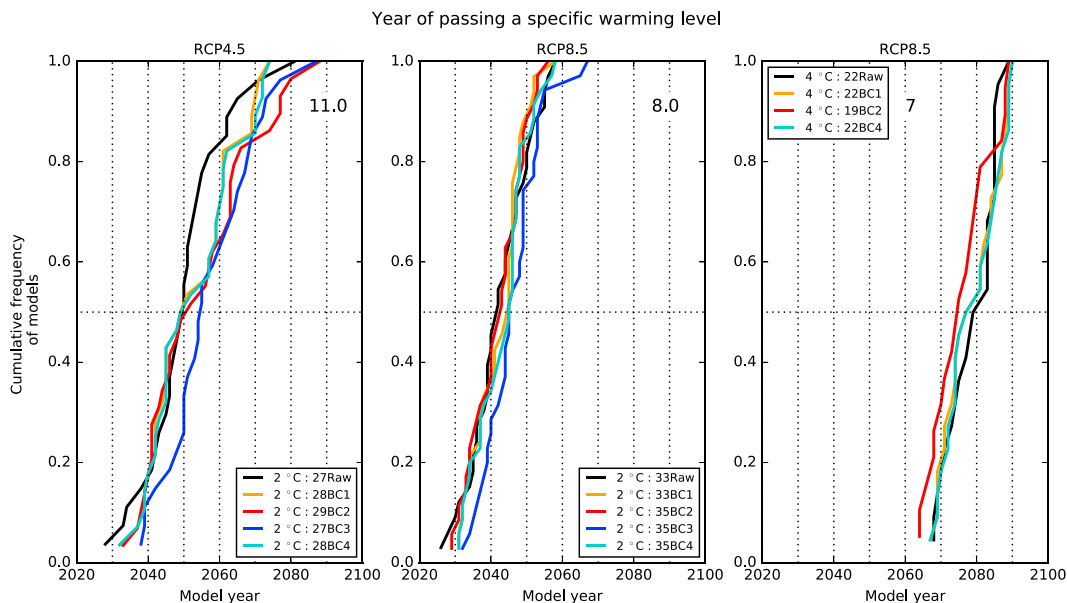 Year of passing a specific warming level
RCP4.5
RCP8.5
RCP8.5
Cumulative frequency
of models
1.0
0.8
0.6
0.4
0.2
0.0
11.0
2 °C : 27Raw
2 °C : 28BC1
2 °C : 29BC2
2 °C : 27BC3
2 °C : 28BC4
2020
2040
2060
2080
2100
Model year
1.0
0.8
0.6
0.4
0.2
0.0
8.0
2 °C : 33Raw
2 °C : 33BC1
2 °C : 35BC2
2 °C : 35BC3
2 °C : 35BC4
2020
2040
2060
2080
2100
Model year
1.0
0.8
0.6
0.4
0.2
0.0
4 °C : 22Raw
4 °C : 22BC1
4 °C : 19BC2
4 °C : 22BC4
7
2020
2040
2060
2080
2100
Model year